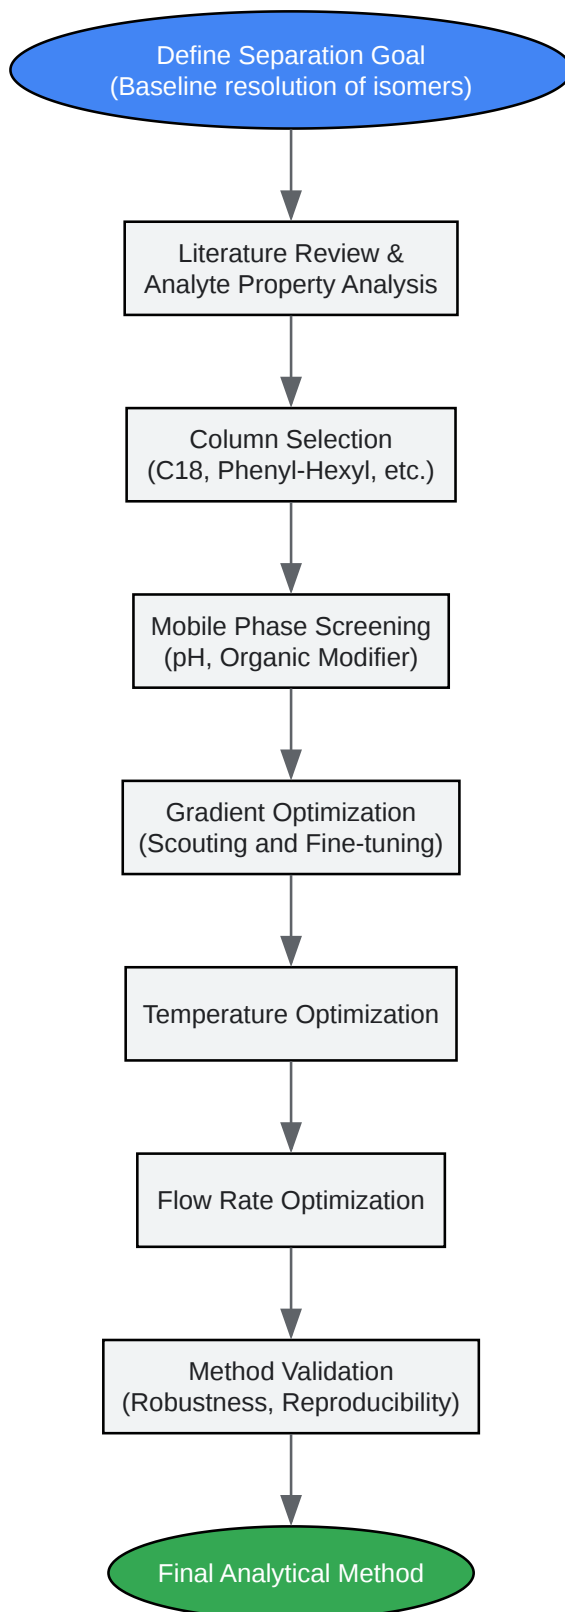 Define Separation Goal
(Baseline resolution of isomers)
Literature Review &
Analyte Property Analysis
Column Selection
(C18, Phenyl-Hexyl, etc.)
Mobile Phase Screening
(pH, Organic Modifier)
Gradient Optimization
(Scouting and Fine-tuning)
Temperature Optimization
Flow Rate Optimization
Method Validation
(Robustness, Reproducibility)
Final Analytical Method